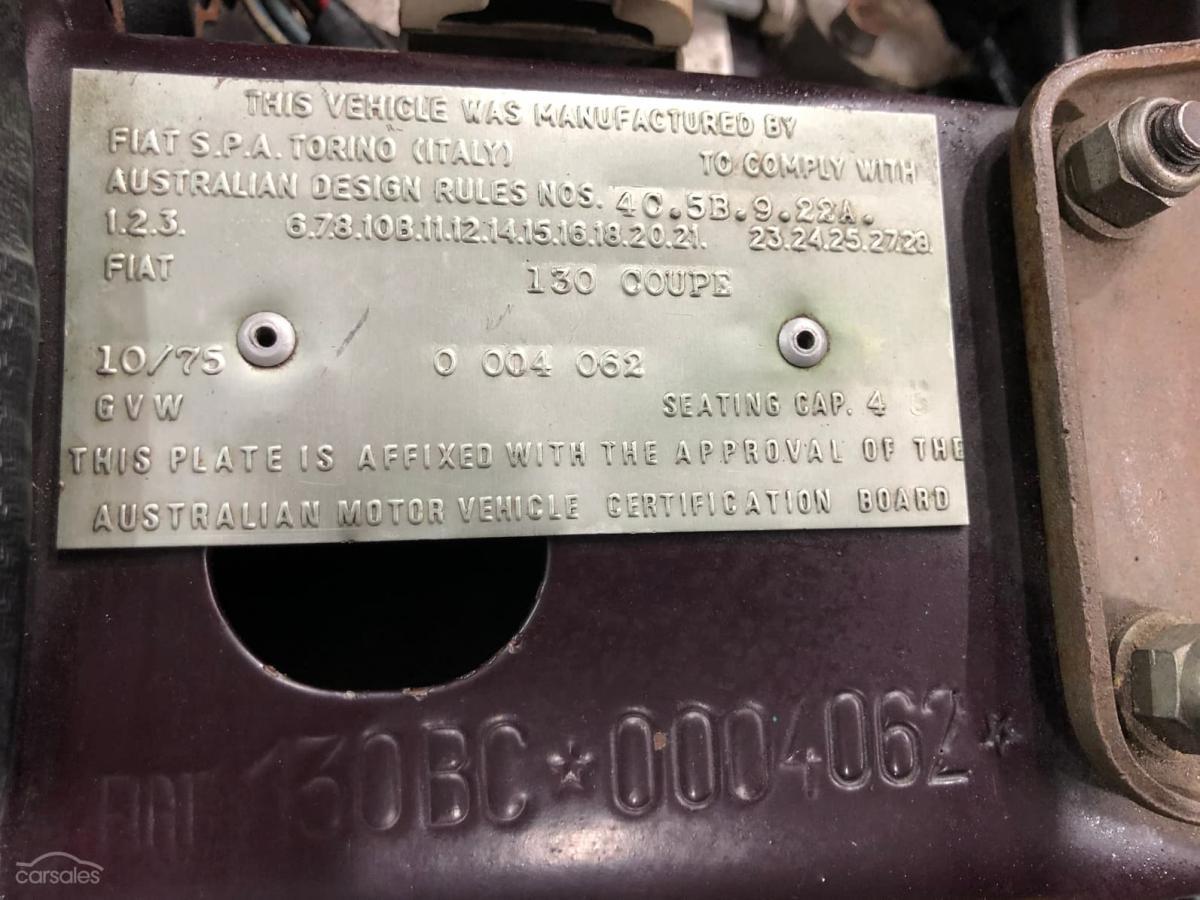 THIS VEHICLE WAS MANUFACTURED BY
FIAT S.P.A. TORINO (ITALY) TO COMPLY WITH
AUSTRALIAN DESIGN RULES NOS. 4C.5B.9.22A.
1.2.3. 6.7.8.10B.11.12.14.15.16.18.20.21. 23.24.25.27.28.
FIAT 130 COUPE
10/75 0 004 062
GVW SEATING CAP. 4
THIS PLATE IS AFFIXED WITH THE APPROVAL OF THE
AUSTRALIAN MOTOR VEHICLE CERTIFICATION BOARD
FIAT 130BC*0004062*
carsales